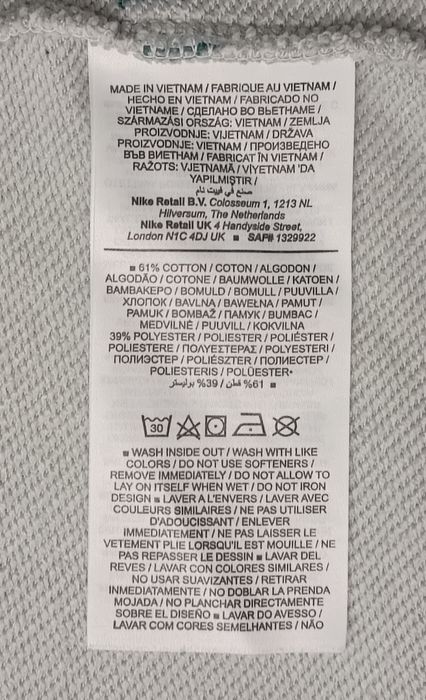 MADE IN VIETNAM / FABRIQUE AU VIETNAM /
HECHO EN VIETNAM / FABRICADO NO
VIETNAME / СДЕЛАНО ВО ВЬЕТНАМЕ /
SZÁRMAZÁSI ORSZÁG: VIETNAM / ZEMLJA
PROIZVODNJE: VIJETNAM / DRŽAVA
PROIZVODNJE: VIETNAM / ПРОИЗВЕДЕНО
ВЪВ ВИЕТНАМ / FABRICAT ÎN VIETNAM /
RAŽOTS: VJETNAMĀ / VİYETNAM 'DA
YAPILMIŞTIR /
صنع في فييت نام
Nike Retail B.V. Colosseum 1, 1213 NL
Hilversum, The Netherlands
Nike Retail UK 4 Handyside Street,
London N1C 4DJ UK ■ SAP# 1329922
■ 61% COTTON / COTON / ALGODON /
ALGODÃO / COTONE / BAUMWOLLE / KATOEN /
ΒΑΜΒΑΚΕΡΟ / BOMULD / BOMULL / PUUVILLA /
ХЛОПОК / BAVLNA / BAWEŁNA / PAMUT /
PAMUK / BOMBAŽ / ПАМУК / BUMBAC /
MEDVILNĖ / PUUVILL / KOKVILNA
39% POLYESTER / POLIESTER / POLIÉSTER /
POLIESTERE / ΠΟΛΥΕΣΤΕΡΑΣ / POLYESTERI /
ПОЛИЭСТЕР / POLIÉSZTER / ПОЛИЕСТЕР /
POLIESTERIS / POLÜESTER•
61% قطن / 39% بوليستر ■
30
■ WASH INSIDE OUT / WASH WITH LIKE
COLORS / DO NOT USE SOFTENERS /
REMOVE IMMEDIATELY / DO NOT ALLOW TO
LAY ON ITSELF WHEN WET / DO NOT IRON
DESIGN ■ LAVER A L'ENVERS / LAVER AVEC
COULEURS SIMILAIRES / NE PAS UTILISER
D'ADOUCISSANT / ENLEVER
IMMEDIATEMENT / NE PAS LAISSER LE
VETEMENT PLIE LORSQU'IL EST MOUILLE / NE
PAS REPASSER LE DESSIN ■ LAVAR DEL
REVES / LAVAR CON COLORES SIMILARES /
NO USAR SUAVIZANTES / RETIRAR
INMEDIATAMENTE / NO DOBLAR LA PRENDA
MOJADA / NO PLANCHAR DIRECTAMENTE
SOBRE EL DISEÑO ■ LAVAR DO AVESSO /
LAVAR COM CORES SEMELHANTES / NÃO